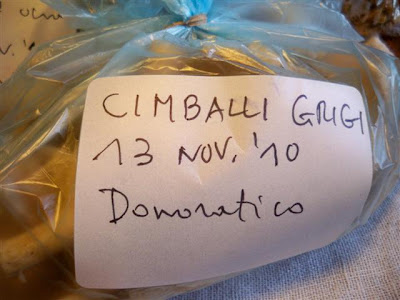 CIMBALLI GRIGI
13 NOV. '10
Donoratico